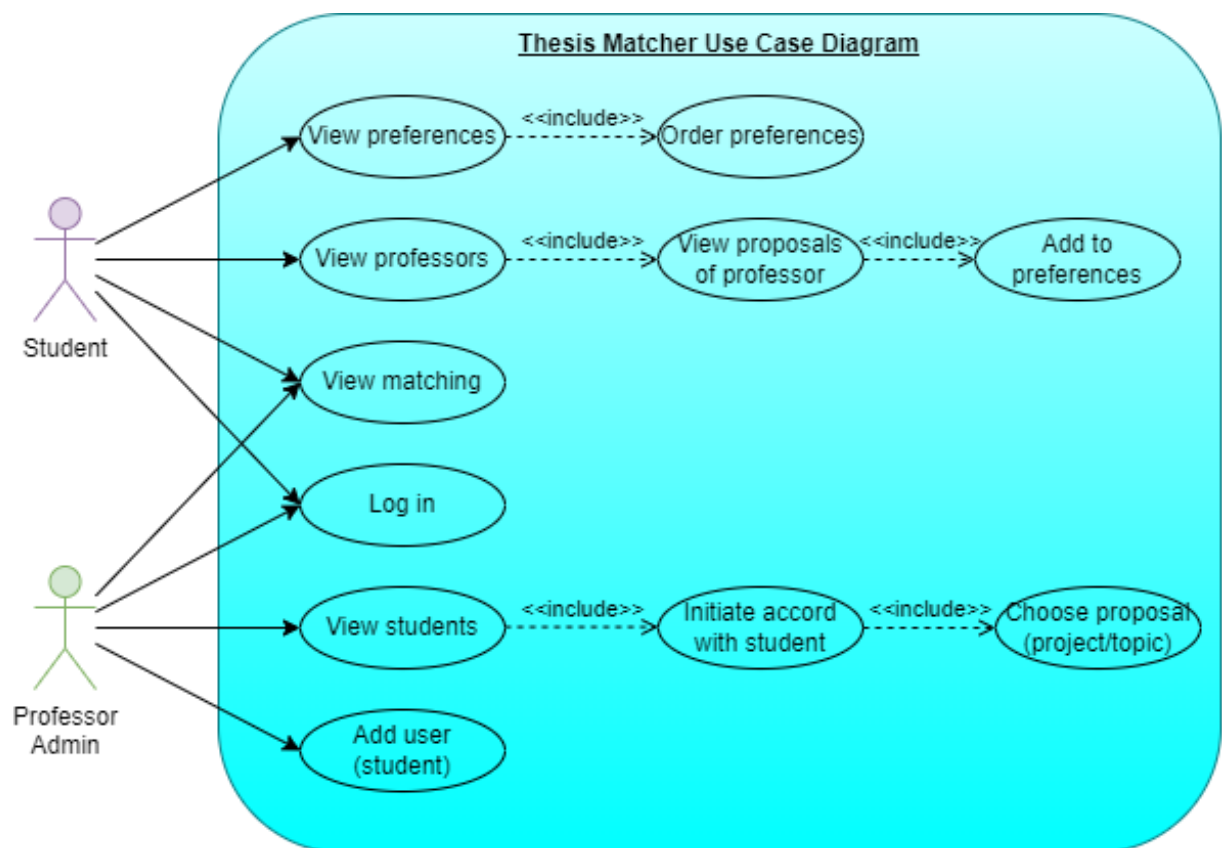 Thesis Matcher Use Case Diagram
View preferences
<<include>>
Order preferences
View professors
<<include>>
View proposals
of professor
<<include>>
Add to
preferences
Student
View matching
Log in
View students
<<include>>
Initiate accord
with student
<<include>>
Choose proposal
(project/topic)
Professor
Admin
Add user
(student)